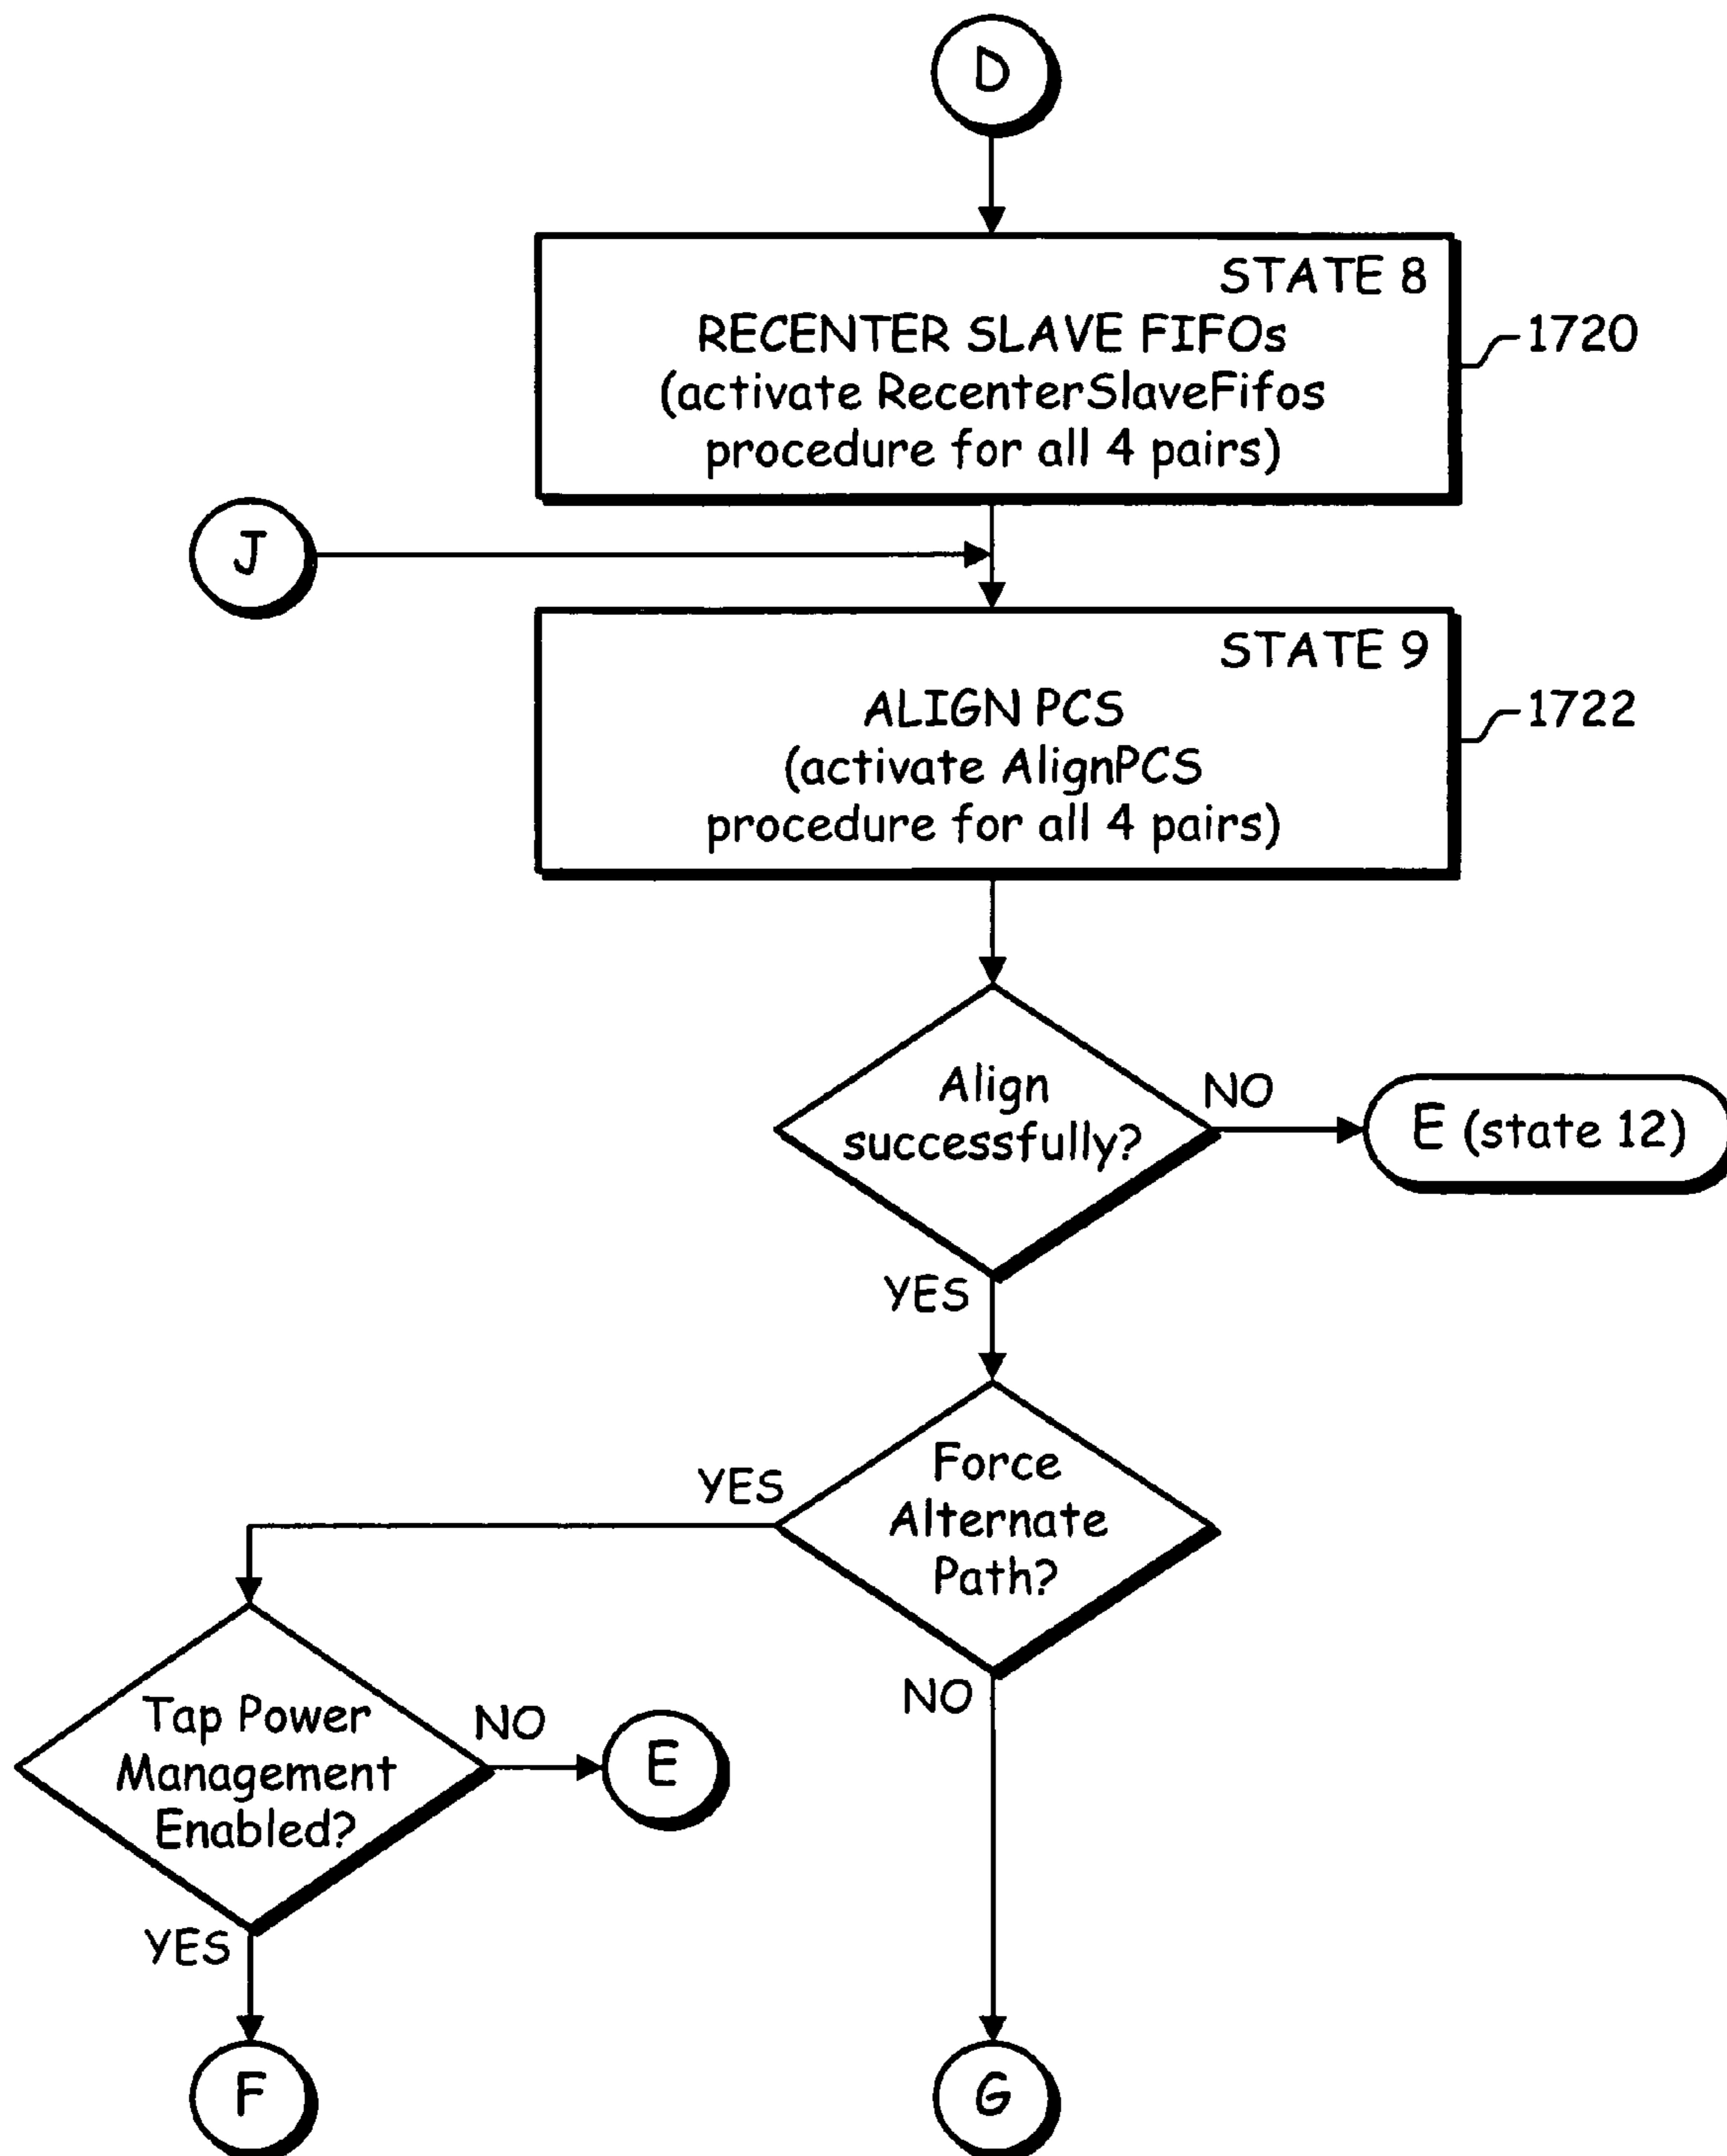 D
STATE 8
RECENTER SLAVE FIFOs
(activate RecenterSlaveFifos
procedure for all 4 pairs)
1720
J
STATE 9
ALIGN PCS
(activate AlignPCS
procedure for all 4 pairs)
1722
Align
successfully?
NO
E (state 12)
YES
Force
Alternate
Path?
YES
NO
Tap Power
Management
Enabled?
NO
E
YES
F
G